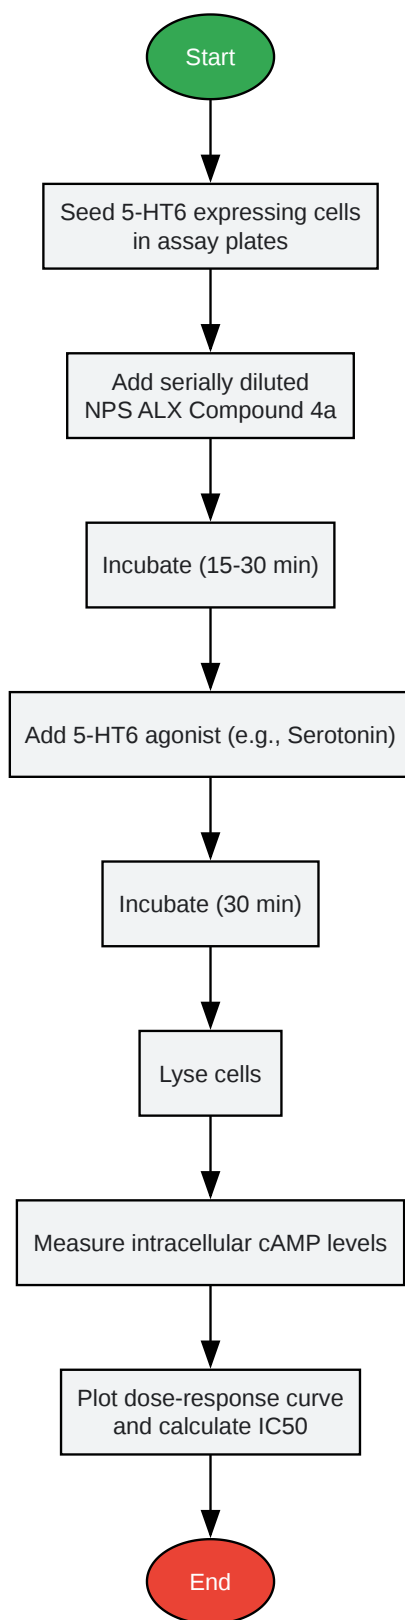 Start
Seed 5-HT6 expressing cells
in assay plates
Add serially diluted
NPS ALX Compound 4a
Incubate (15-30 min)
Add 5-HT6 agonist (e.g., Serotonin)
Incubate (30 min)
Lyse cells
Measure intracellular cAMP levels
Plot dose-response curve
and calculate IC50
End